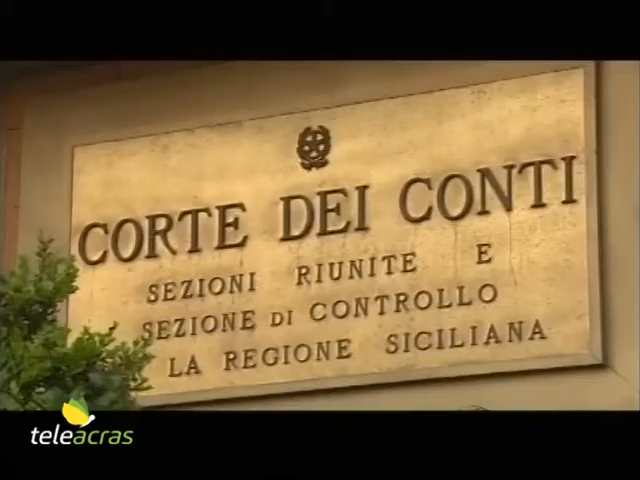 CORTE DEI CONTI
SEZIONI RIUNITE E
SEZIONE DI CONTROLLO
LA REGIONE SICILIANA
teleacras